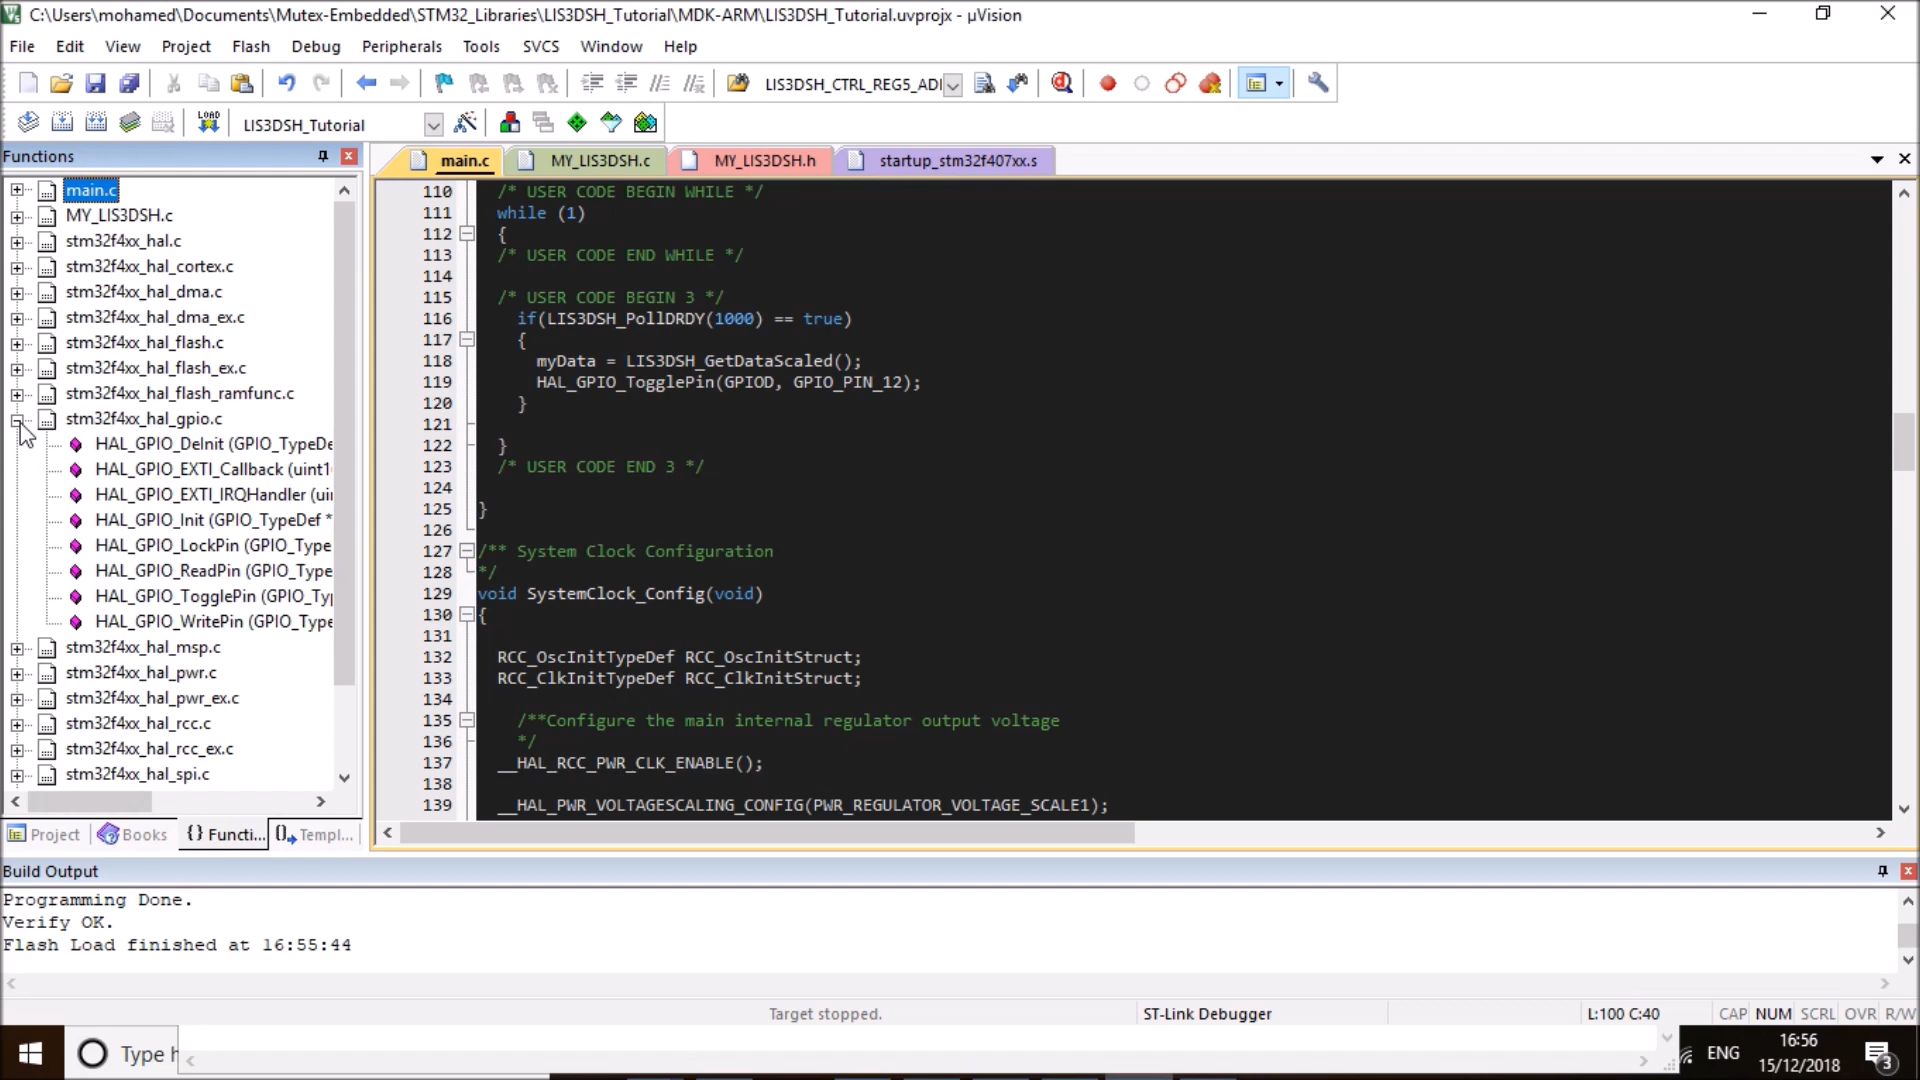 C:\Users\mohamed\Documents\Mutex-Embedded\STM32_Libraries\LIS3DSH_Tutorial\MDK-ARM\LIS3DSH_Tutorial.uvprojx - µVision
File Edit View Project Flash Debug Peripherals Tools SVCS Window Help
LIS3DSH_CTRL_REG5_ADI
LOAD LIS3DSH_Tutorial
Functions
main.c
MY_LIS3DSH.c
stm32f4xx_hal.c
stm32f4xx_hal_cortex.c
stm32f4xx_hal_dma.c
stm32f4xx_hal_dma_ex.c
stm32f4xx_hal_flash.c
stm32f4xx_hal_flash_ex.c
stm32f4xx_hal_flash_ramfunc.c
stm32f4xx_hal_gpio.c
HAL_GPIO_DeInit (GPIO_TypeDe
HAL_GPIO_EXTI_Callback (uint1
HAL_GPIO_EXTI_IRQHandler (ui
HAL_GPIO_Init (GPIO_TypeDef *
HAL_GPIO_LockPin (GPIO_Type
HAL_GPIO_ReadPin (GPIO_Type
HAL_GPIO_TogglePin (GPIO_Ty
HAL_GPIO_WritePin (GPIO_Type
stm32f4xx_hal_msp.c
stm32f4xx_hal_pwr.c
stm32f4xx_hal_pwr_ex.c
stm32f4xx_hal_rcc.c
stm32f4xx_hal_rcc_ex.c
stm32f4xx_hal_spi.c
Project Books {} Functi... Templ...
main.c MY_LIS3DSH.c MY_LIS3DSH.h startup_stm32f407xx.s
110 /* USER CODE BEGIN WHILE */
111 while (1)
112 {
113 /* USER CODE END WHILE */
114
115 /* USER CODE BEGIN 3 */
116 if(LIS3DSH_PollDRDY(1000) == true)
117 {
118 myData = LIS3DSH_GetDataScaled();
119 HAL_GPIO_TogglePin(GPIOD, GPIO_PIN_12);
120 }
121
122 }
123 /* USER CODE END 3 */
124
125 }
126
127 /** System Clock Configuration
128 */
129 void SystemClock_Config(void)
130 {
131
132 RCC_OscInitTypeDef RCC_OscInitStruct;
133 RCC_ClkInitTypeDef RCC_ClkInitStruct;
134
135 /**Configure the main internal regulator output voltage
136 */
137 __HAL_RCC_PWR_CLK_ENABLE();
138
139 __HAL_PWR_VOLTAGESCALING_CONFIG(PWR_REGULATOR_VOLTAGE_SCALE1);
Build Output
Programming Done.
Verify OK.
Flash Load finished at 16:55:44
Target stopped. ST-Link Debugger L:100 C:40 CAP NUM SCRL OVR R/W
Type h
ENG
16:56
15/12/2018
3